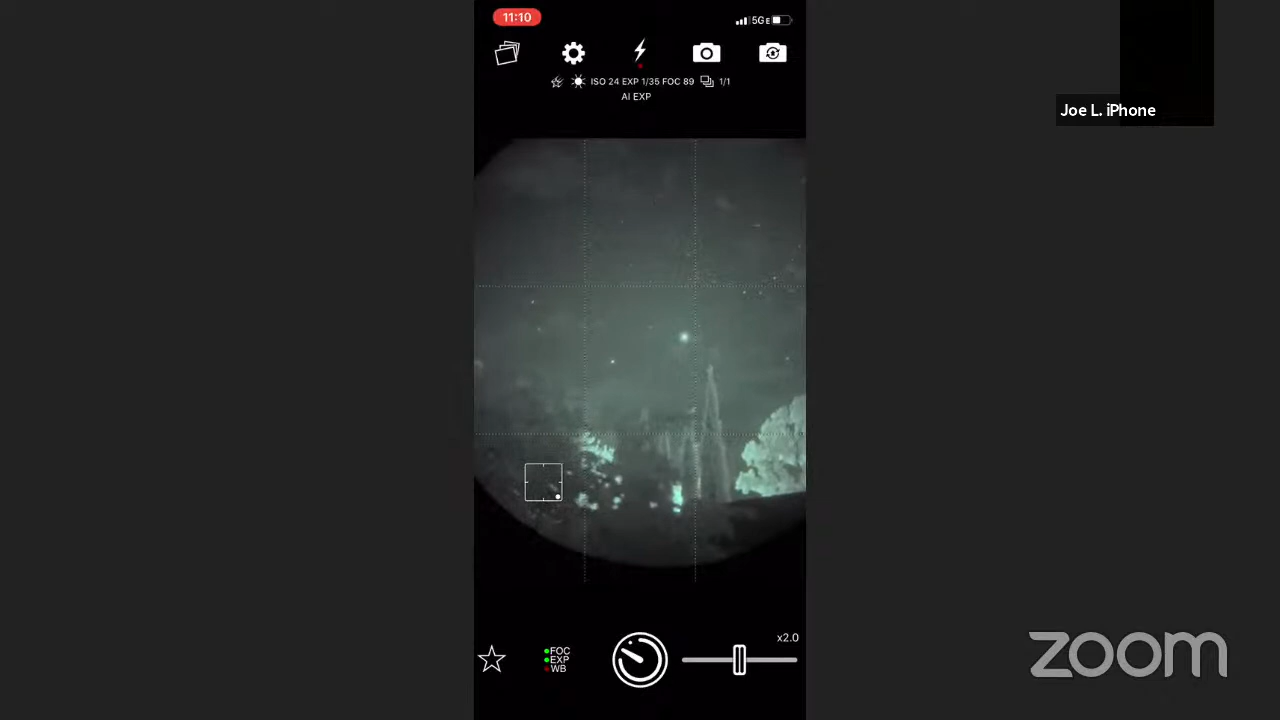 11:10
5GE
ISO 24 EXP 1/35 FOC 89 1/1
AI EXP
Joe L. iPhone
x2.0
FOC
EXP
WB
zoom